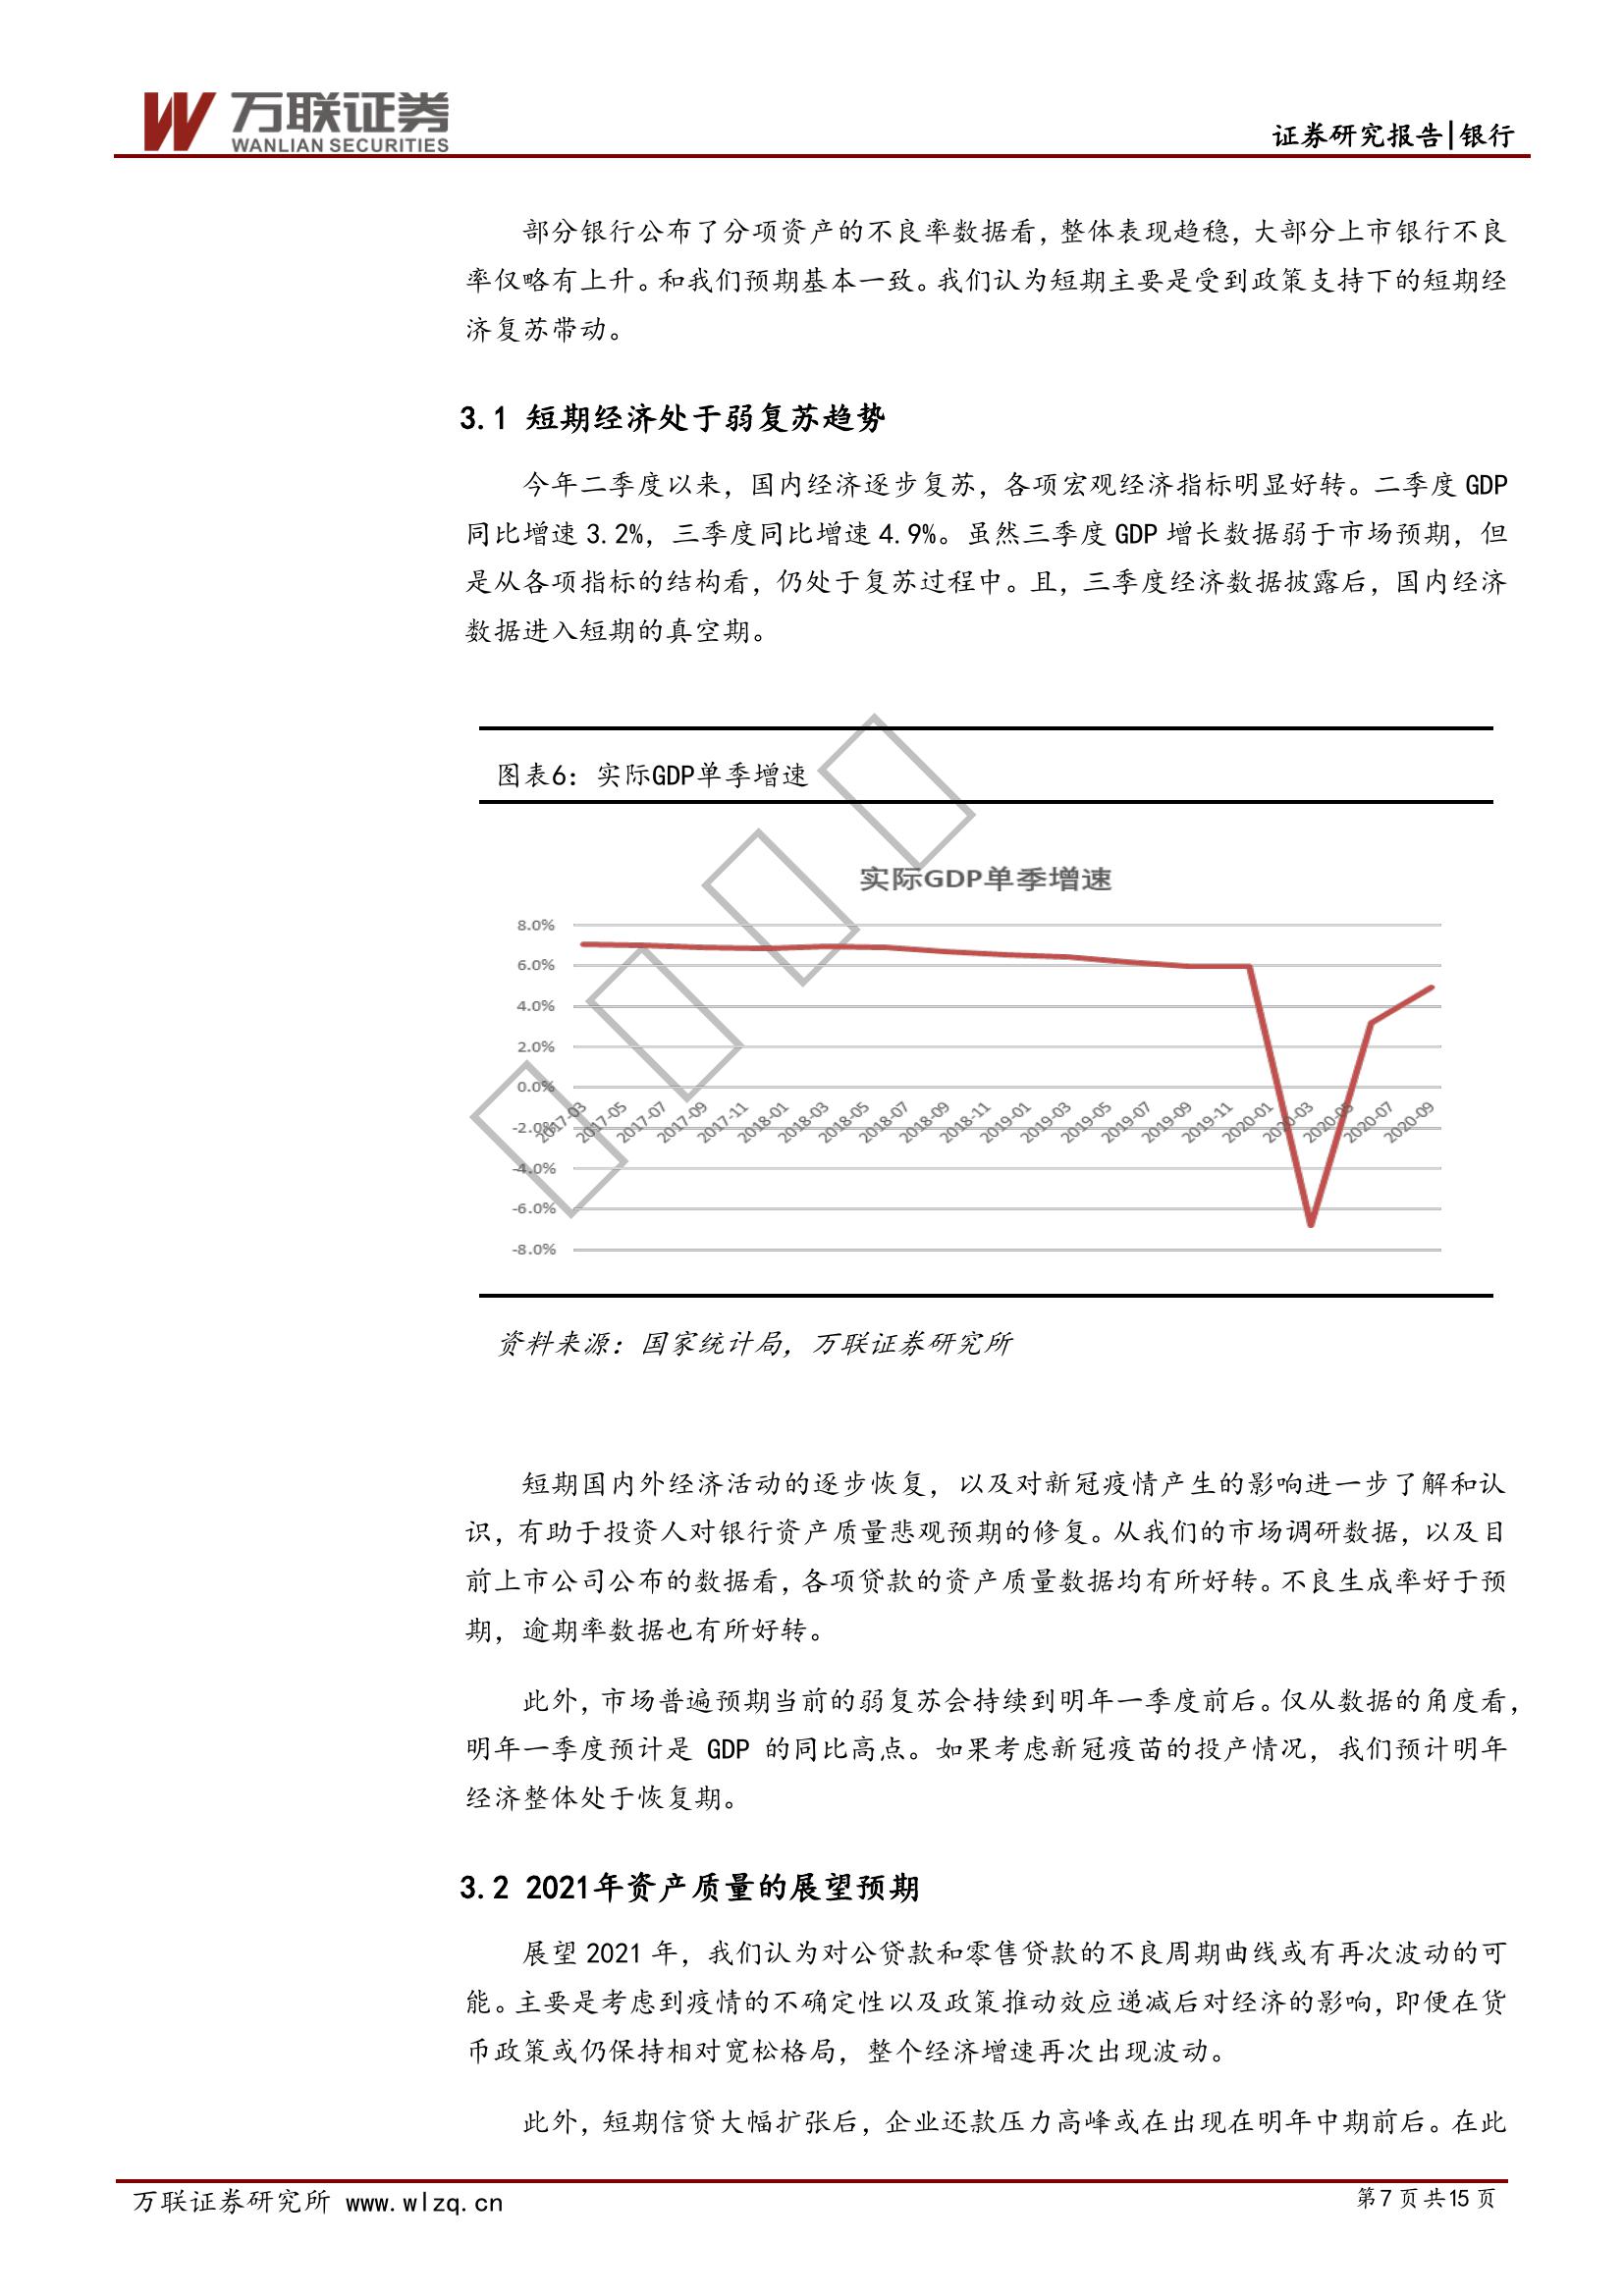 万联证券
WANLIAN SECURITIES
证券研究报告|银行
部分银行公布了分项资产的不良率数据看，整体表现趋稳，大部分上市银行不良
率仅略有上升。和我们预期基本一致。我们认为短期主要是受到政策支持下的短期经
济复苏带动。
3.1 短期经济处于弱复苏趋势
今年二季度以来，国内经济逐步复苏，各项宏观经济指标明显好转。二季度 GDP
同比增速 3.2%，三季度同比增速 4.9%。虽然三季度 GDP 增长数据弱于市场预期，但
是从各项指标的结构看，仍处于复苏过程中。且，三季度经济数据披露后，国内经济
数据进入短期的真空期。
图表6：实际GDP单季增速
实际GDP单季增速
8.0%
6.0%
4.0%
2.0%
0.0%
-2.0%
-4.0%
-6.0%
-8.0%
2017-03
2017-05
2017-07
2017-09
2017-11
2018-01
2018-03
2018-05
2018-07
2018-09
2018-11
2019-01
2019-03
2019-05
2019-07
2019-09
2019-11
2020-01
2020-03
2020-05
2020-07
2020-09
资料来源：国家统计局，万联证券研究所
短期国内外经济活动的逐步恢复，以及对新冠疫情产生的影响进一步了解和认
识，有助于投资人对银行资产质量悲观预期的修复。从我们的市场调研数据，以及目
前上市公司公布的数据看，各项贷款的资产质量数据均有所好转。不良生成率好于预
期，逾期率数据也有所好转。
此外，市场普遍预期当前的弱复苏会持续到明年一季度前后。仅从数据的角度看，
明年一季度预计是 GDP 的同比高点。如果考虑新冠疫苗的投产情况，我们预计明年
经济整体处于恢复期。
3.2 2021年资产质量的展望预期
展望 2021 年，我们认为对公贷款和零售贷款的不良周期曲线或有再次波动的可
能。主要是考虑到疫情的不确定性以及政策推动效应递减后对经济的影响，即便在货
币政策或仍保持相对宽松格局，整个经济增速再次出现波动。
此外，短期信贷大幅扩张后，企业还款压力高峰或在出现在明年中期前后。在此
万联证券研究所 www.wlzq.cn
第 7 页 共 15 页